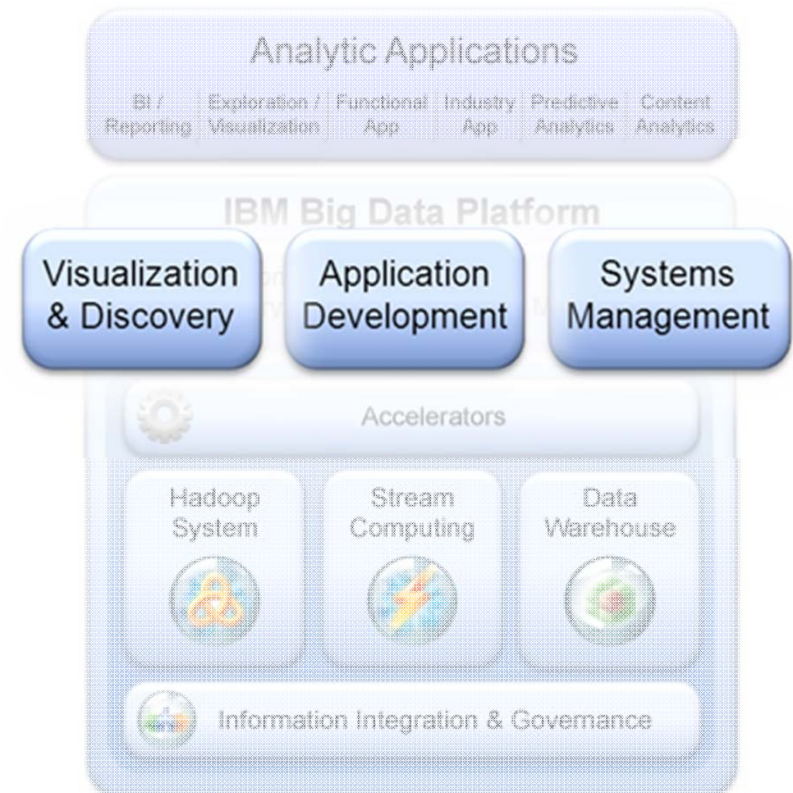 Analytic Applications
BI / Exploration / Functional Industry Predictive Content
Reporting Visualization App App Analytics Analytics
IBM Big Data Platform
Visualization Application Systems
& Discovery Development Management
Accelerators
Hadoop Stream Data
System Computing Warehouse
Information Integration & Governance